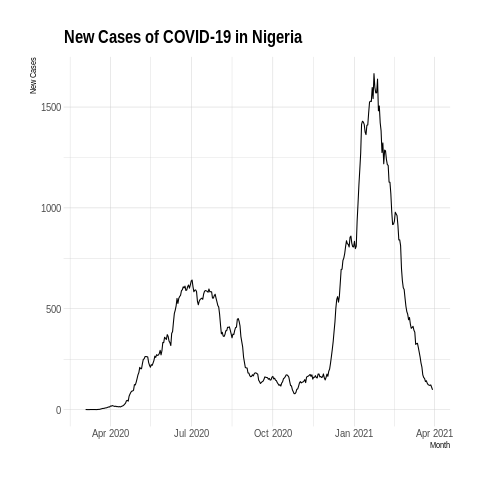 New Cases of COVID-19 in Nigeria
New Cases
1500
1000
500
0
Apr 2020
Jul 2020
Oct 2020
Jan 2021
Apr 2021
Month